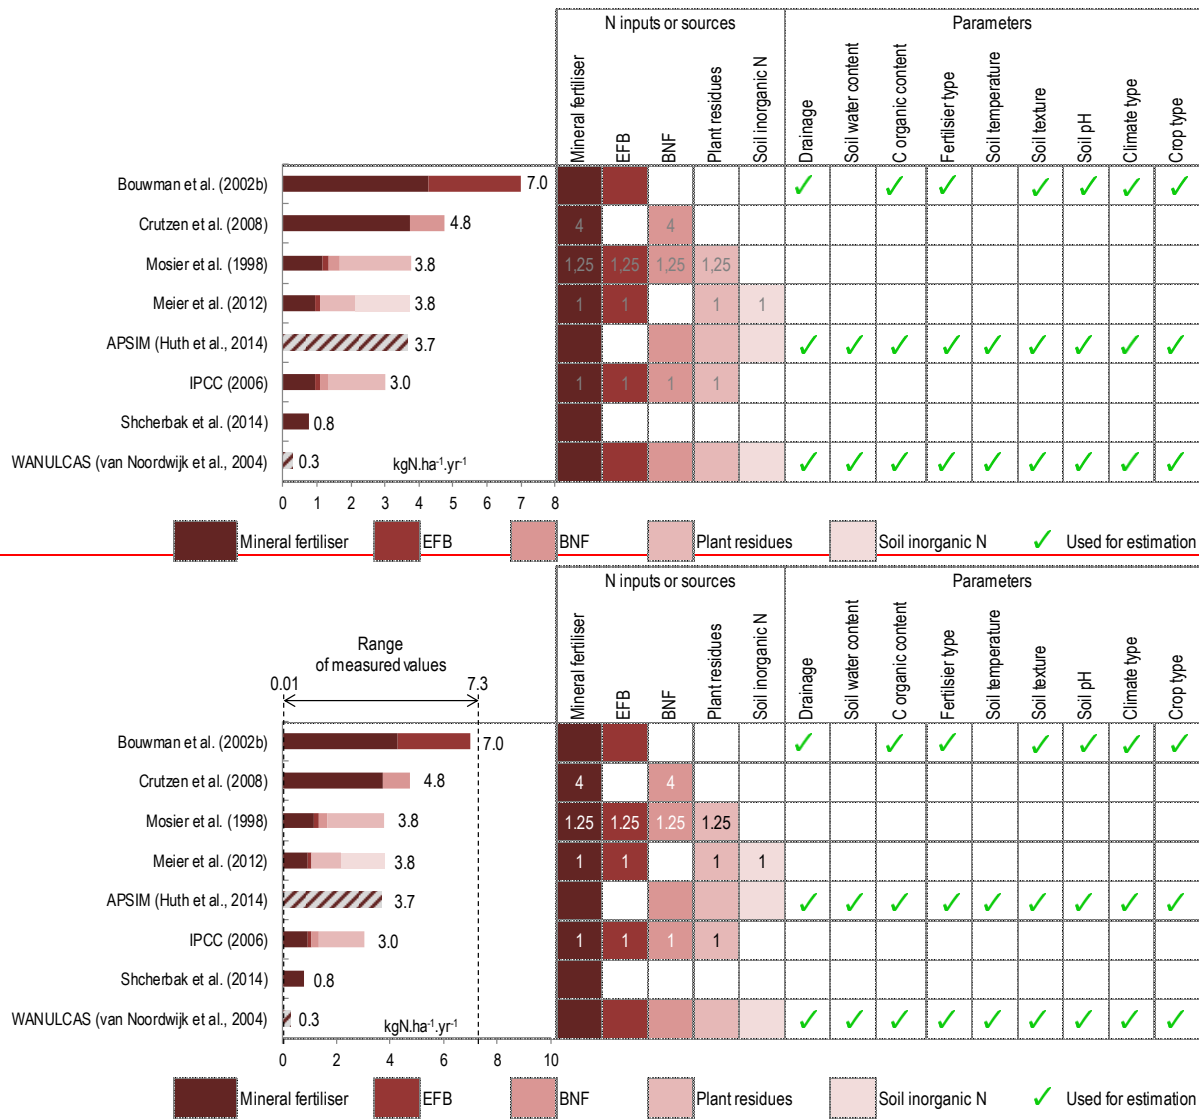 N inputs or sources Parameters
Mineral fertiliser
EFB
BNF
Plant residues
Soil inorganic N
Drainage
Soil water content
C organic content
Fertilsier type
Soil temperature
Soil texture
Soil pH
Climate type
Crop type
Bouwman et al. (2002b) 7.0 ✓ ✓ ✓ ✓ ✓ ✓ ✓
Crutzen et al. (2008) 4.8 4 4
Mosier et al. (1998) 3.8 1,25 1,25 1,25 1,25
Meier et al. (2012) 3.8 1 1 1 1
APSIM (Huth et al., 2014) 3.7 ✓ ✓ ✓ ✓ ✓ ✓ ✓ ✓ ✓
IPCC (2006) 3.0 1 1 1 1
Shcherbak et al. (2014) 0.8
WANULCAS (van Noordwijk et al., 2004) 0.3 kgN.ha⁻¹.yr⁻¹ ✓ ✓ ✓ ✓ ✓ ✓ ✓ ✓ ✓
0 1 2 3 4 5 6 7 8
Mineral fertiliser EFB BNF Plant residues Soil inorganic N ✓ Used for estimation
N inputs or sources Parameters
Mineral fertiliser
EFB
BNF
Plant residues
Soil inorganic N
Drainage
Soil water content
C organic content
Fertilsier type
Soil temperature
Soil texture
Soil pH
Climate type
Crop type
Range
of measured values
0.01 7.3
Bouwman et al. (2002b) 7.0 ✓ ✓ ✓ ✓ ✓ ✓ ✓
Crutzen et al. (2008) 4.8 4 4
Mosier et al. (1998) 3.8 1.25 1.25 1.25 1.25
Meier et al. (2012) 3.8 1 1 1 1
APSIM (Huth et al., 2014) 3.7 ✓ ✓ ✓ ✓ ✓ ✓ ✓ ✓ ✓
IPCC (2006) 3.0 1 1 1 1
Shcherbak et al. (2014) 0.8
WANULCAS (van Noordwijk et al., 2004) 0.3 kgN.ha⁻¹.yr⁻¹ ✓ ✓ ✓ ✓ ✓ ✓ ✓ ✓ ✓
0 2 4 6 8 10
Mineral fertiliser EFB BNF Plant residues Soil inorganic N ✓ Used for estimation